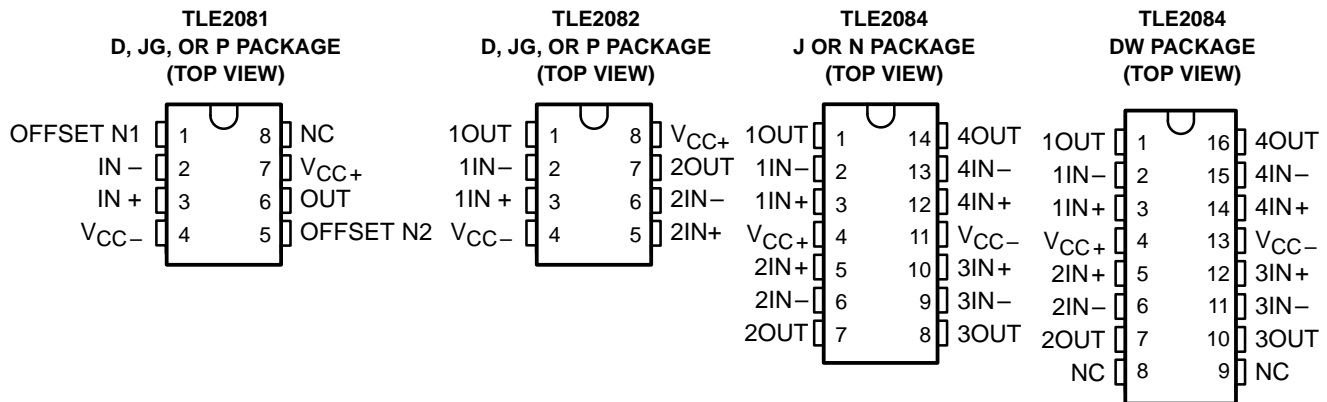 TLE2081
D, JG, OR P PACKAGE
(TOP VIEW)
OFFSET N1 1 8 NC
IN − 2 7 VCC+
IN + 3 6 OUT
VCC− 4 5 OFFSET N2
TLE2082
D, JG, OR P PACKAGE
(TOP VIEW)
1OUT 1 8 VCC+
1IN− 2 7 2OUT
1IN + 3 6 2IN−
VCC− 4 5 2IN+
TLE2084
J OR N PACKAGE
(TOP VIEW)
1OUT 1 14 4OUT
1IN− 2 13 4IN−
1IN+ 3 12 4IN+
VCC+ 4 11 VCC−
2IN+ 5 10 3IN+
2IN− 6 9 3IN−
2OUT 7 8 3OUT
TLE2084
DW PACKAGE
(TOP VIEW)
1OUT 1 16 4OUT
1IN− 2 15 4IN−
1IN+ 3 14 4IN+
VCC+ 4 13 VCC−
2IN+ 5 12 3IN+
2IN− 6 11 3IN−
2OUT 7 10 3OUT
NC 8 9 NC